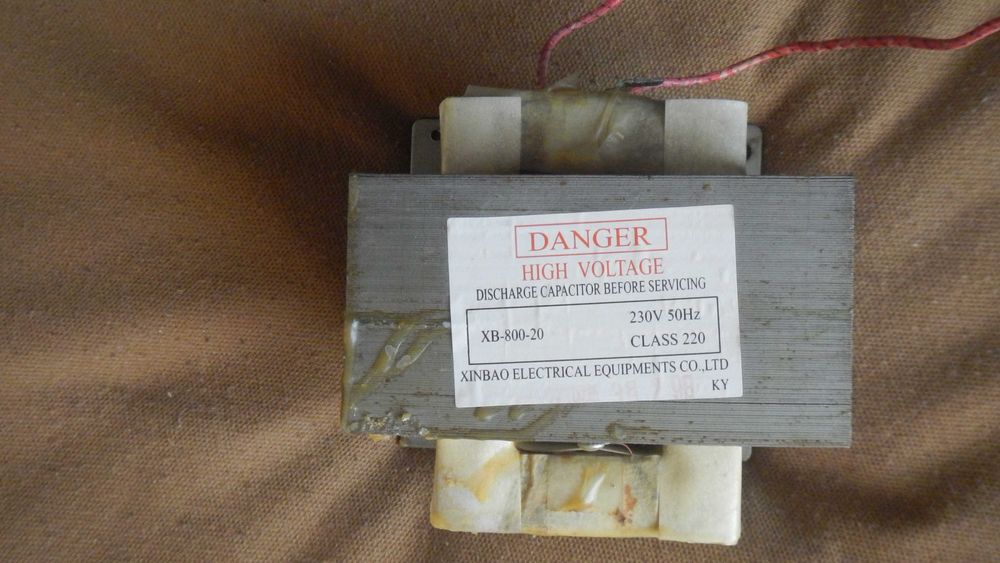 DANGER
HIGH VOLTAGE
DISCHARGE CAPACITOR BEFORE SERVICING
XB-800-20
230V 50Hz
CLASS 220
XINBAO ELECTRICAL EQUIPMENTS CO.,LTD
KY